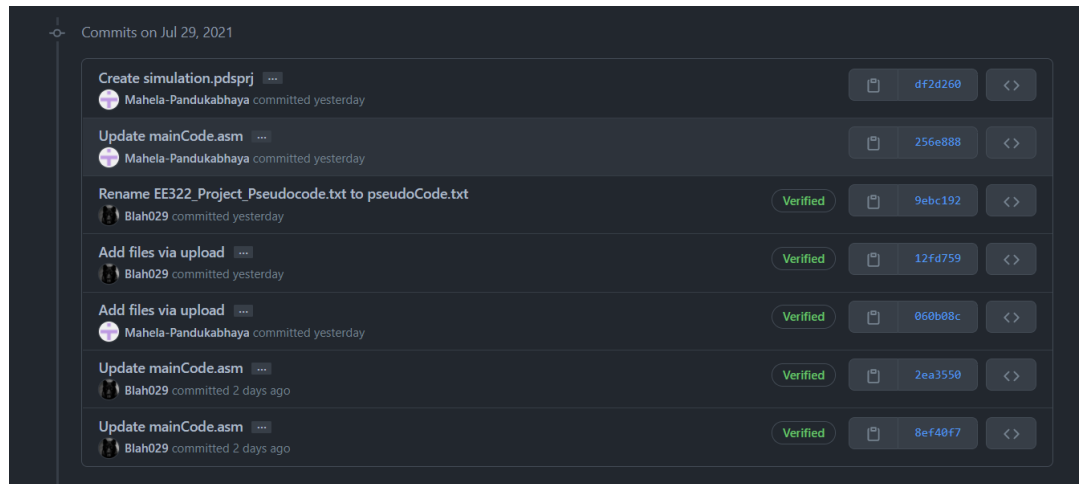 Commits on Jul 29, 2021
Create simulation.pdsprj ...
Mahela-Pandukabhaya committed yesterday
df2d260
Update mainCode.asm ...
Mahela-Pandukabhaya committed yesterday
256e888
Rename EE322_Project_Pseudocode.txt to pseudoCode.txt
Blah029 committed yesterday
Verified
9ebc192
Add files via upload ...
Blah029 committed yesterday
Verified
12fd759
Add files via upload ...
Mahela-Pandukabhaya committed yesterday
Verified
060b08c
Update mainCode.asm ...
Blah029 committed 2 days ago
Verified
2ea3550
Update mainCode.asm ...
Blah029 committed 2 days ago
Verified
8ef40f7